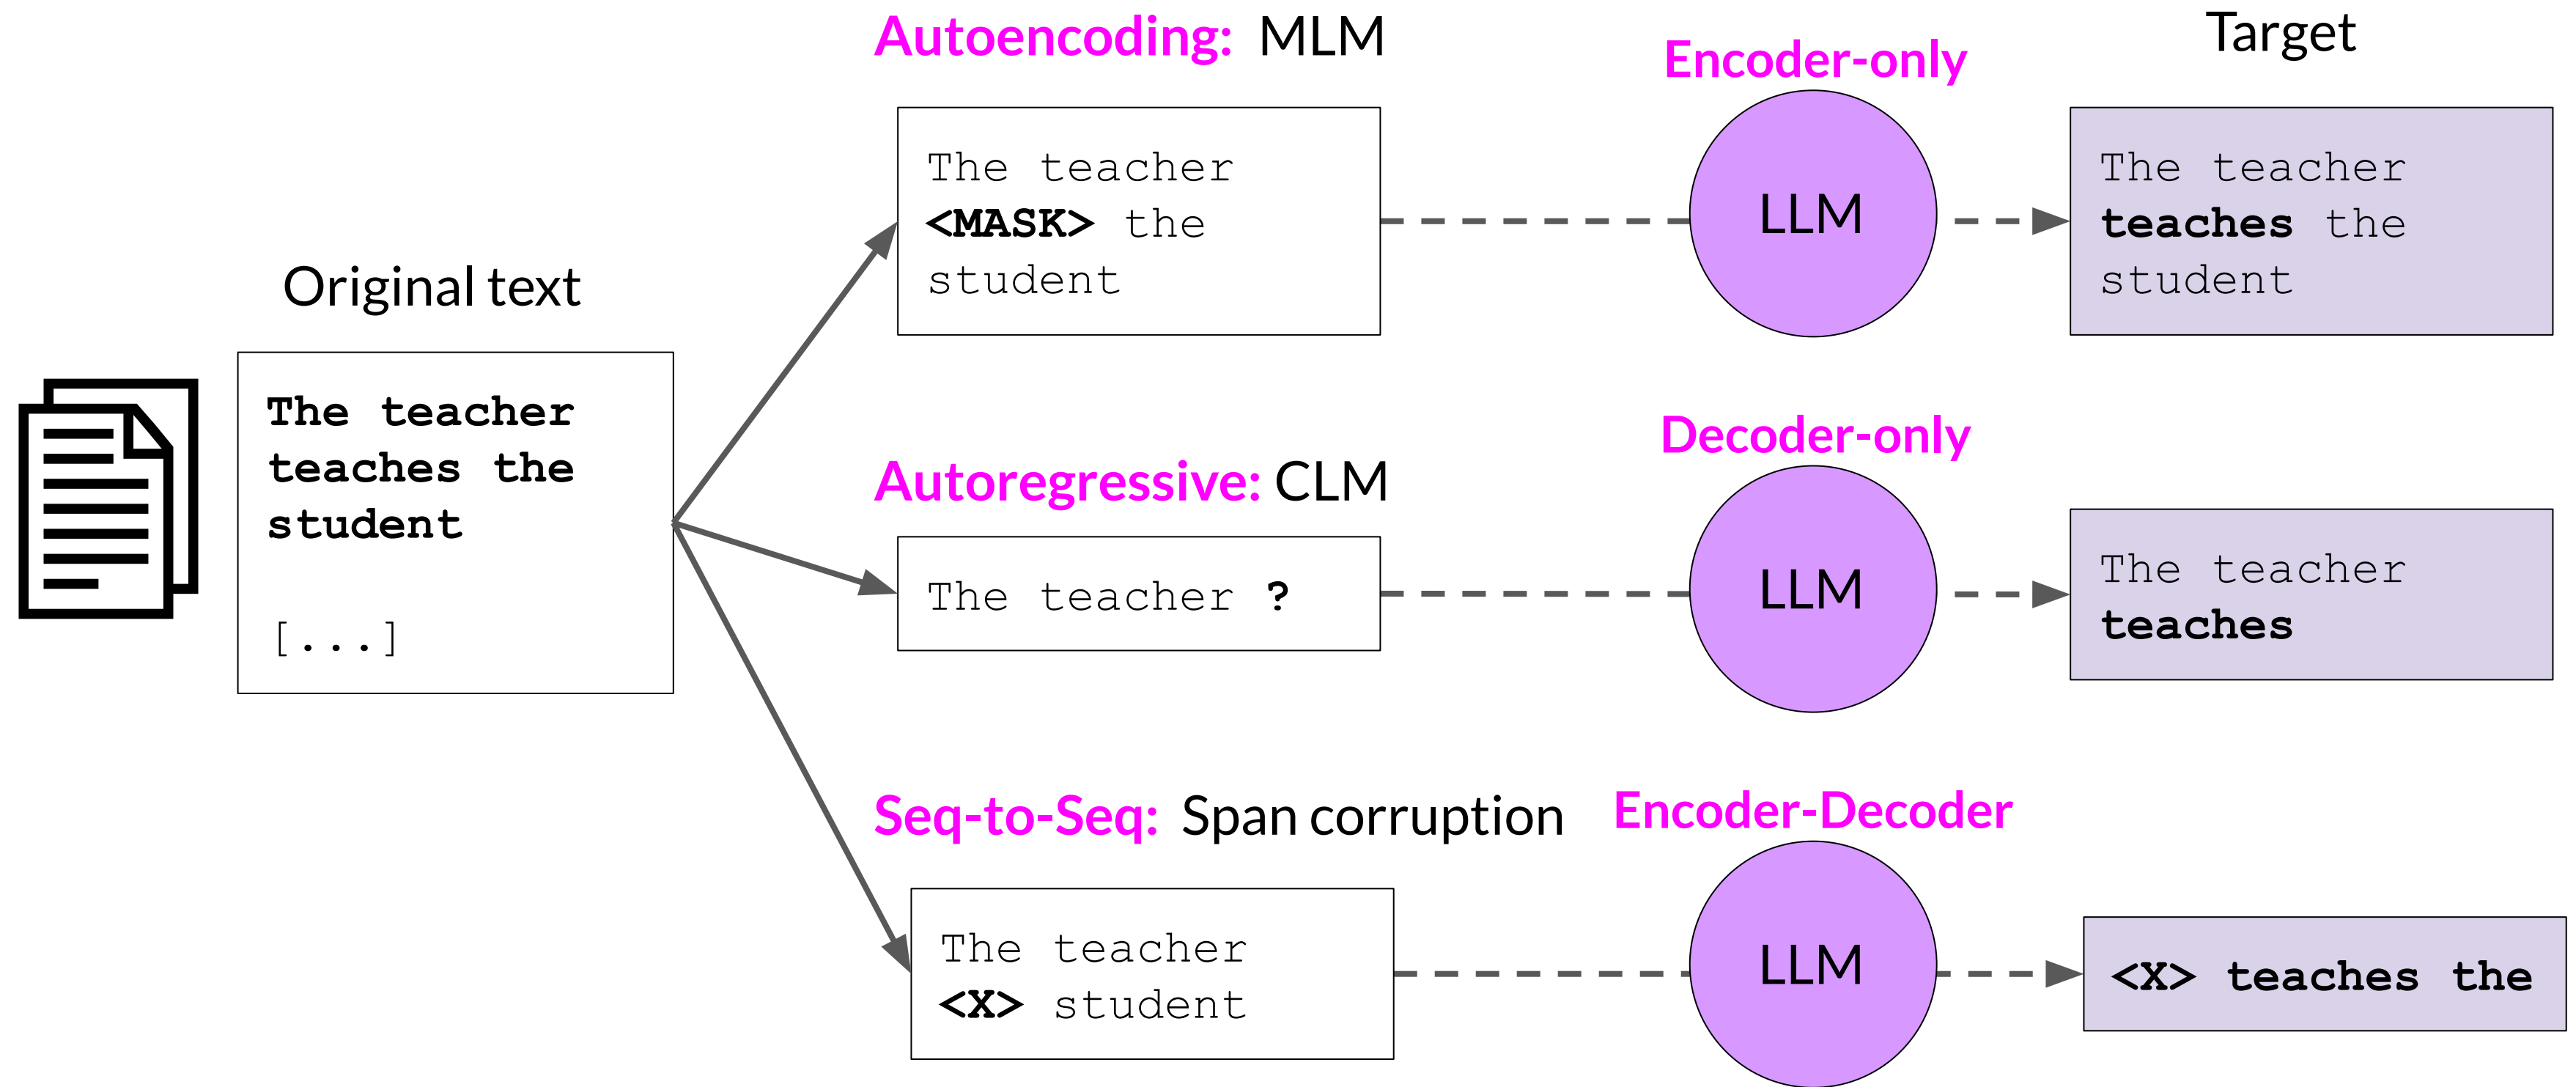 Original text
The teacher
teaches the
student
[...]
Autoencoding: MLM
The teacher
<MASK> the
student
Encoder-only
LLM
Target
The teacher
teaches the
student
Autoregressive: CLM
The teacher ?
Decoder-only
LLM
The teacher
teaches
Seq-to-Seq: Span corruption
The teacher
<X> student
Encoder-Decoder
LLM
<X> teaches the